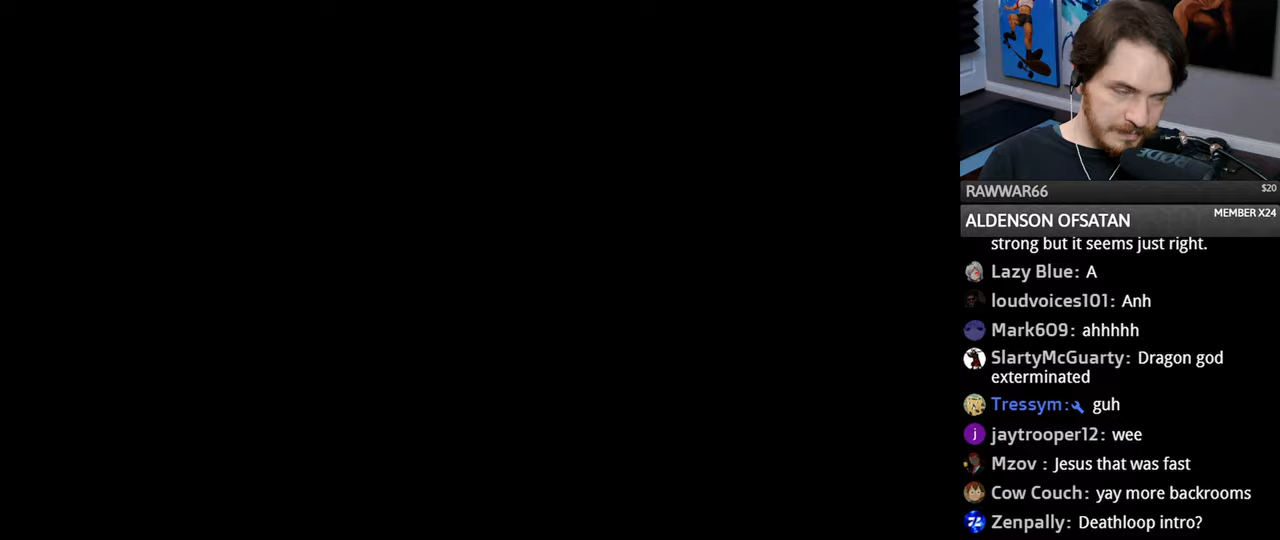 RODE
RAWWAR66 $20
ALDENSON OFSATAN MEMBER X24
strong but it seems just right.
Lazy Blue: A
loudvoices101: Anh
Mark609: ahhhhh
SlartyMcGuarty: Dragon god
exterminated
Tressym: guh
j jaytrooper12: wee
Mzov : Jesus that was fast
Cow Couch: yay more backrooms
Zenpally: Deathloop intro?